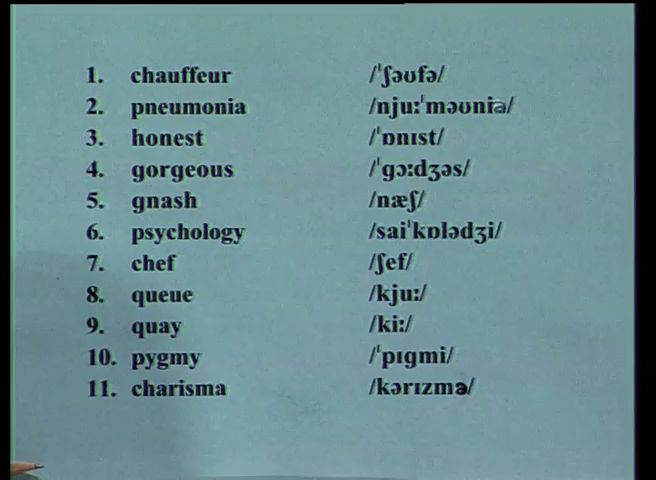 1. chauffeur /ˈʃəʊfə/
2. pneumonia /njuːˈməʊniə/
3. honest /ˈɒnɪst/
4. gorgeous /ˈgɔːdʒəs/
5. gnash /næʃ/
6. psychology /saiˈkɒlədʒi/
7. chef /ʃef/
8. queue /kjuː/
9. quay /kiː/
10. pygmy /ˈpɪgmi/
11. charisma /kərɪzmə/